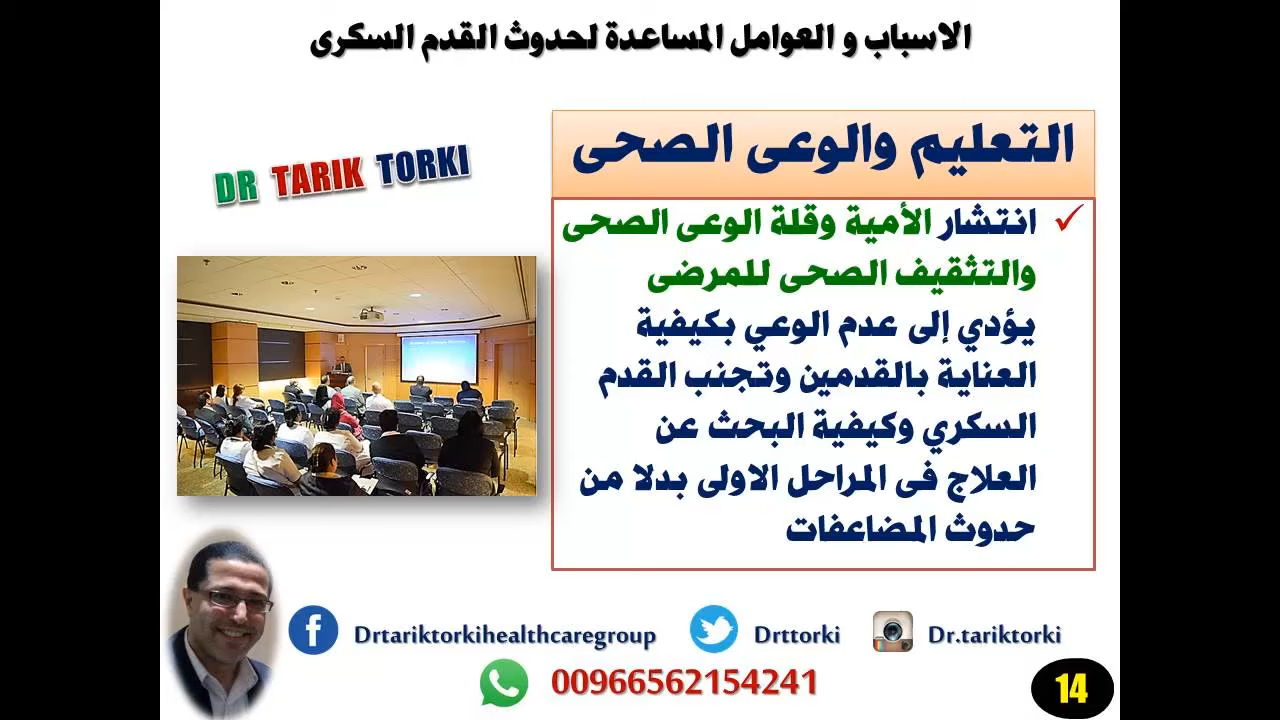 الاسباب و العوامل المساعدة لحدوث القدم السكرى
التعليم والوعى الصحى
DR TARIK TORKI
✓ انتشار الأمية وقلة الوعى الصحى
والتثقيف الصحى للمرضى
يؤدي إلى عدم الوعي بكيفية
العناية بالقدمين وتجنب القدم
السكري وكيفية البحث عن
العلاج فى المراحل الاولى بدلا من
حدوث المضاعفات
Drtariktorkihealthcaregroup
Drttorki
Dr.tariktorki
00966562154241
14